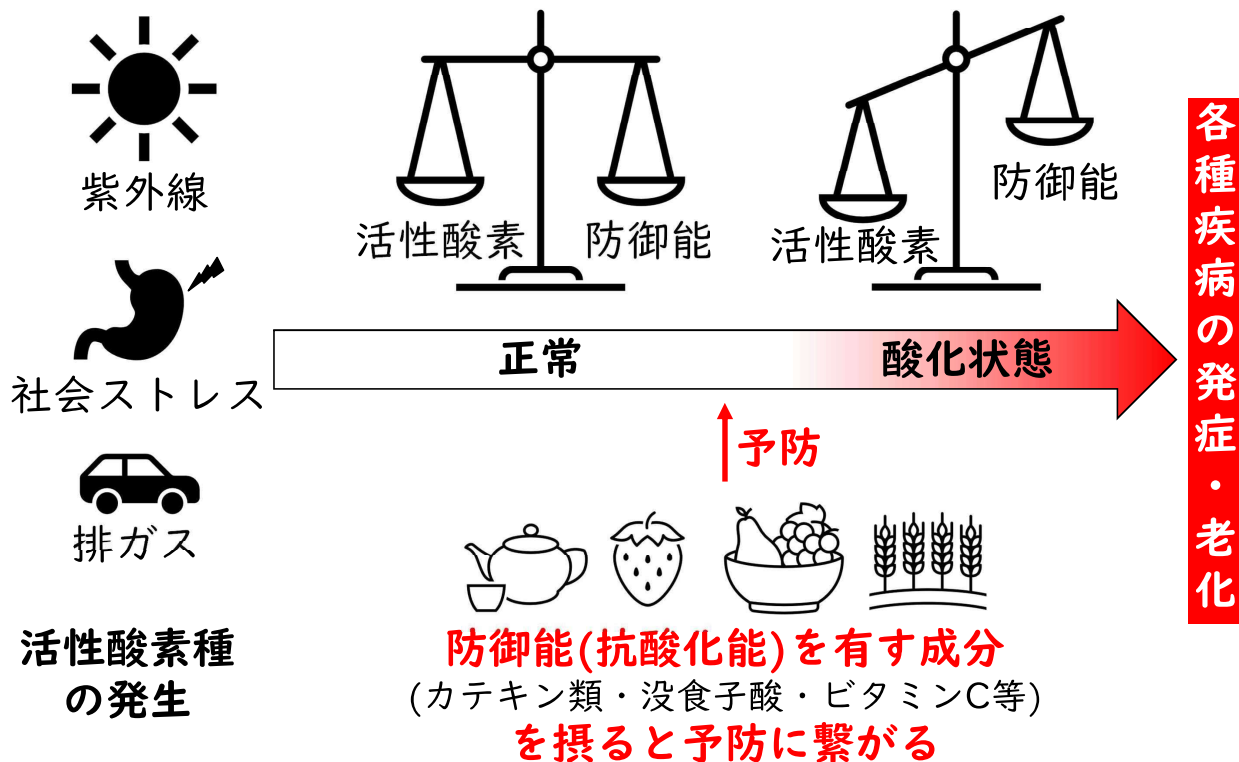 紫外線
社会ストレス
排ガス
活性酸素種
の発生
活性酸素
防御能
活性酸素
防御能
正常
酸化状態
予防
防御能(抗酸化能)を有す成分
(カテキン類・没食子酸・ビタミンC等)
を摂ると予防に繋がる
各種疾病の発症・老化